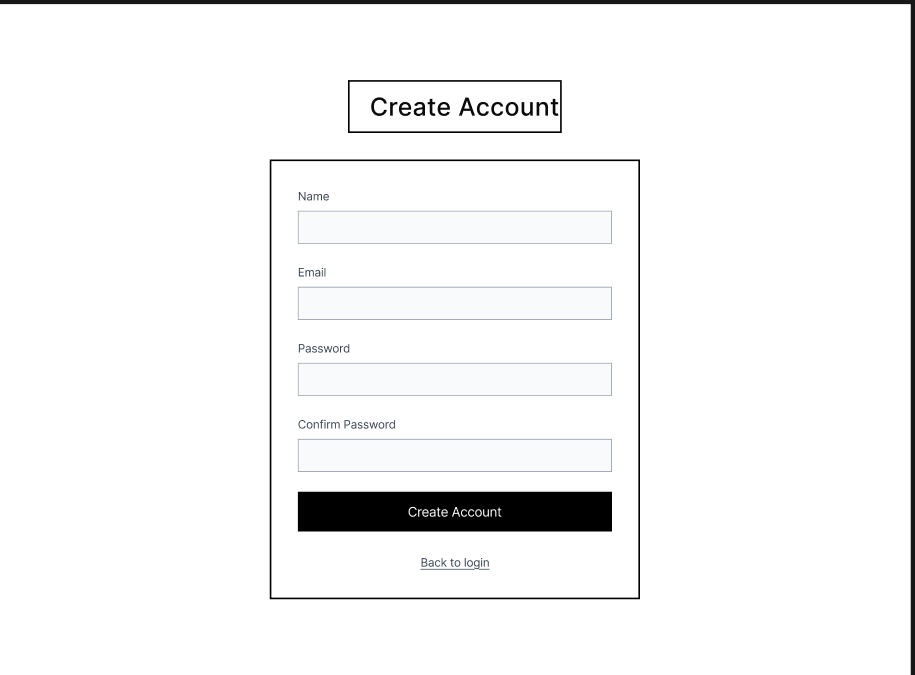 Create Account
Name
Email
Password
Confirm Password
Create Account
Back to login